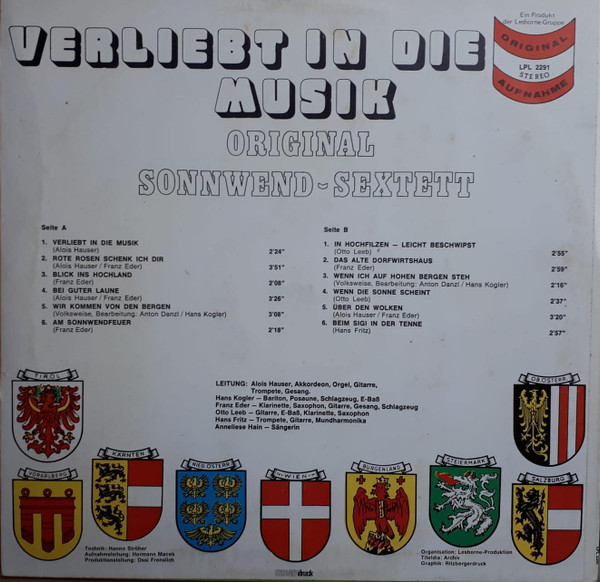 VERLIEBT IN DIE
MUSIK
ORIGINAL
SONNWEND-SEXTETT
Ein Produkt
der Lesborne-Gruppe
ORIGINAL
LPL 2291
STEREO
AUFNAHME
Seite A
1. VERLIEBT IN DIE MUSIK
(Alois Hauser) 2'24"
2. ROTE ROSEN SCHENK ICH DIR
(Alois Hauser / Franz Eder) 3'51"
3. BLICK INS HOCHLAND
(Franz Eder) 2'08"
4. BEI GUTER LAUNE
(Alois Hauser / Franz Eder) 3'26"
5. WIR KOMMEN VON DEN BERGEN
(Volksweise, Bearbeitung: Anton Danzl / Hans Kogler) 3'08"
6. AM SONNWENDFEUER
(Franz Eder) 2'18"
Seite B
1. IN HOCHFILZEN — LEICHT BESCHWIPST
(Otto Leeb) 2'55"
2. DAS ALTE DORFWIRTSHAUS
(Franz Eder) 2'59"
3. WENN ICH AUF HOHEN BERGEN STEH
(Volksweise, Bearbeitung: Anton Danzl / Hans Kogler) 2'16"
4. WENN DIE SONNE SCHEINT
(Otto Leeb) 2'37"
5. ÜBER DEN WOLKEN
(Alois Hauser / Franz Eder) 3'20"
6. BEIM SIGI IN DER TENNE
(Hans Fritz) 2'57"
LEITUNG: Alois Hauser, Akkordeon, Orgel, Gitarre,
Trompete, Gesang.
Hans Kogler — Bariton, Posaune, Schlagzeug, E-Baß
Franz Eder — Klarinette, Saxophon, Gitarre, Gesang, Schlagzeug
Otto Leeb — Gitarre, E-Baß, Klarinette, Saxophon
Hans Fritz — Trompete, Gitarre, Mundharmonika
Anneliese Hain — Sängerin
TIROL
OB.ÖSTERR.
VORARLBERG
KÄRNTEN
NIED.ÖSTERR.
WIEN
BURGENLAND
STEIERMARK
SALZBURG
Technik: Hanno Ströher
Aufnahmeleitung: Hermann Macek
Produktionsleitung: Ossi Frenslich
Organisation: Lesborne-Produktion
Titeldia: Archiv
Graphik: Ritzbergerdruck
druck